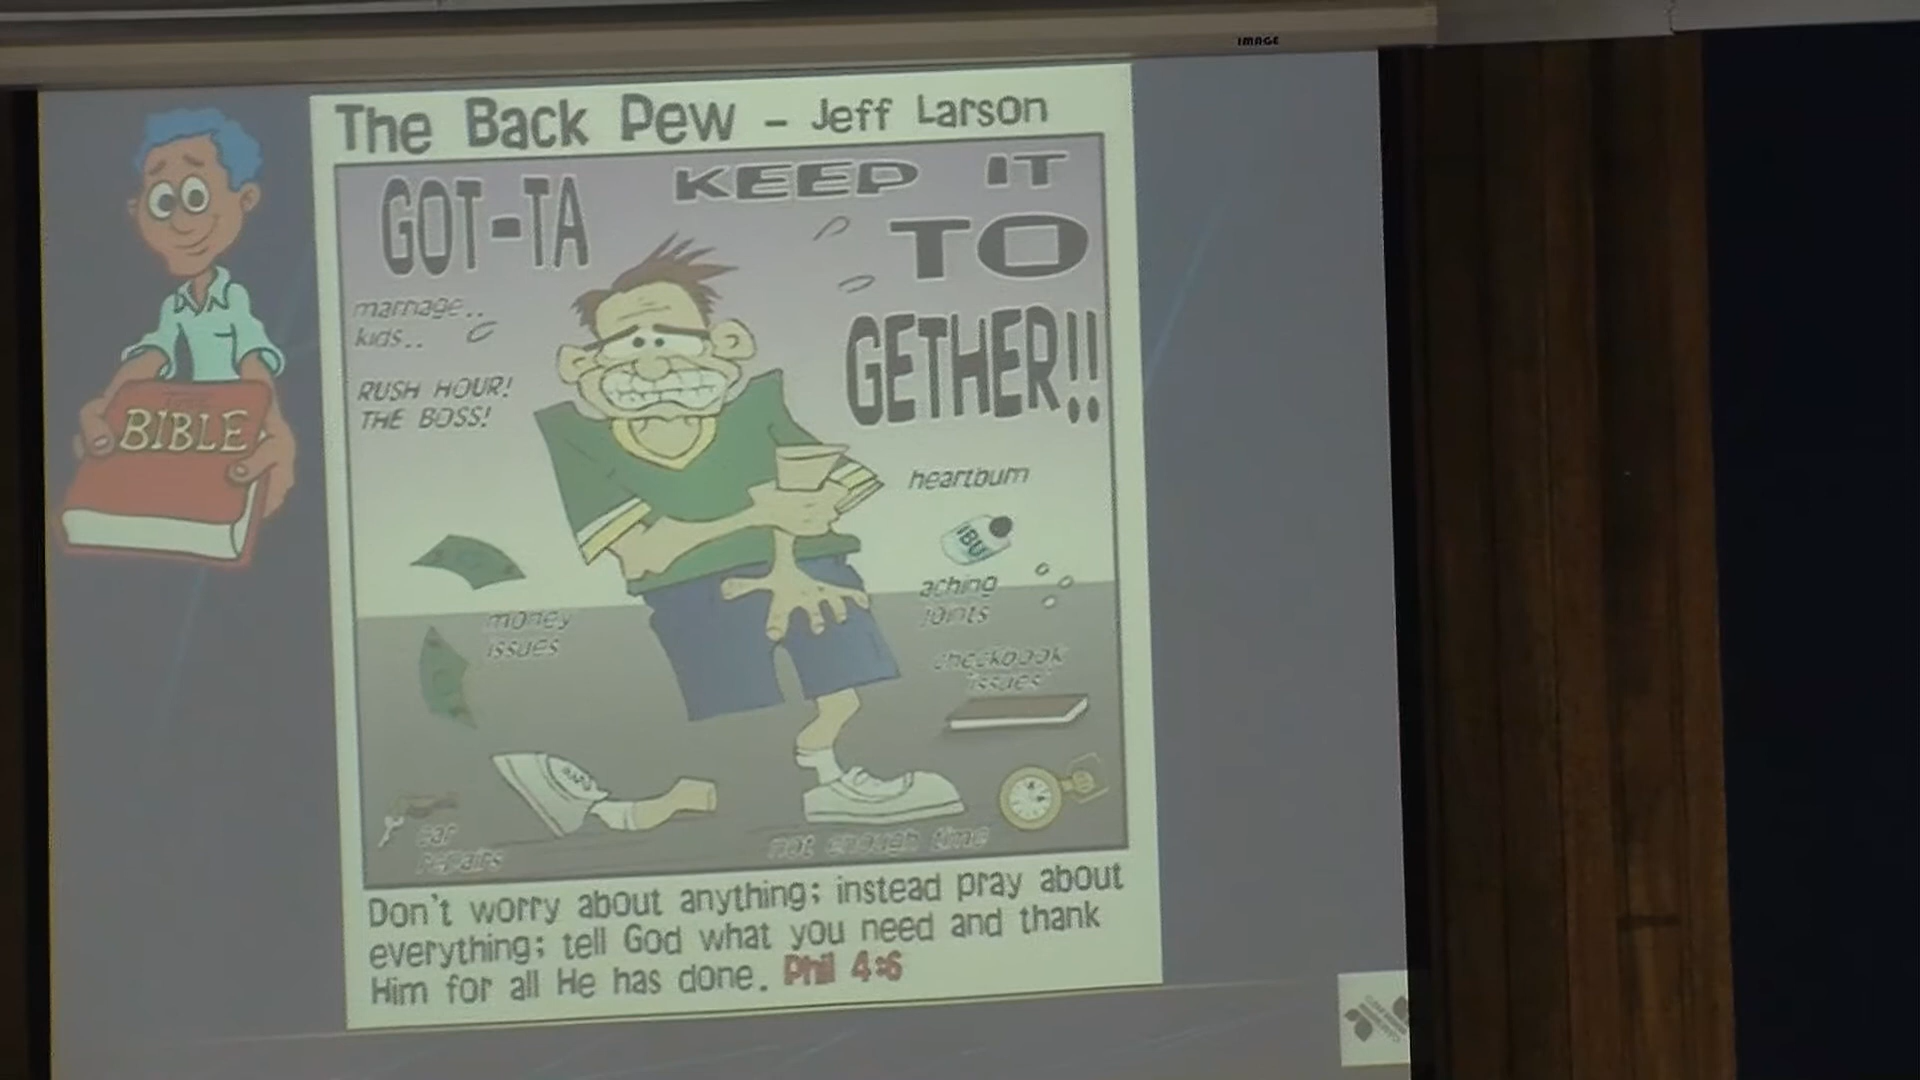 IMAGE
The Back Pew - Jeff Larson
GOT-TA KEEP IT
TO
GETHER!!
marriage..
kids..
RUSH HOUR!
THE BOSS!
BIBLE
heartburn
IBU
aching
joints
money
issues
checkbook
issues
car
repairs
not enough time
Don't worry about anything; instead pray about
everything; tell God what you need and thank
Him for all He has done. Phil 4:6